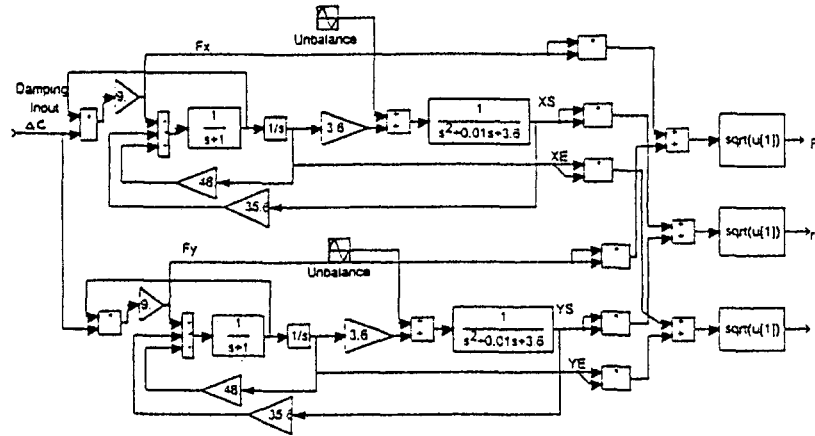 Unbalance
Fx
Damping
Inout
ΔC
9.
1
s+1
1/s
3.6
1
s²+0.01s+3.6
XS
XE
48
35.6
sqrt(u[1])
Fy
Unbalance
sqrt(u[1])
9.
1
s+1
1/s
3.6
1
s²+0.01s+3.6
YS
YE
48
35.6
sqrt(u[1])